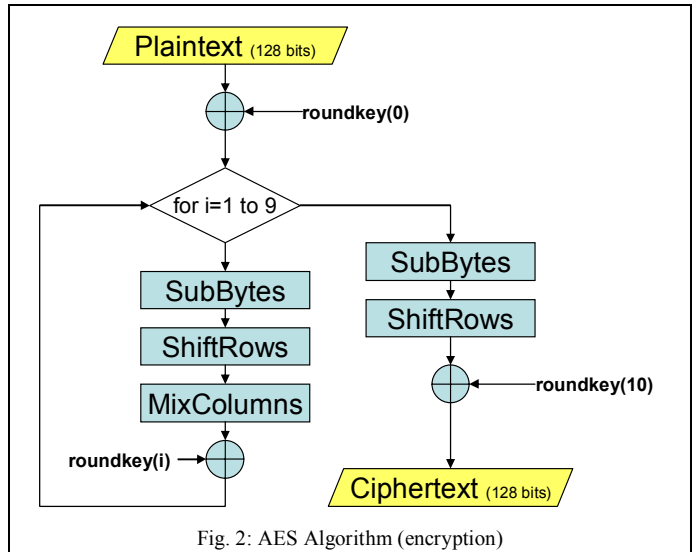 Plaintext (128 bits)
roundkey(0)
for i=1 to 9
SubBytes
ShiftRows
MixColumns
roundkey(i)
SubBytes
ShiftRows
roundkey(10)
Ciphertext (128 bits)
Fig. 2: AES Algorithm (encryption)